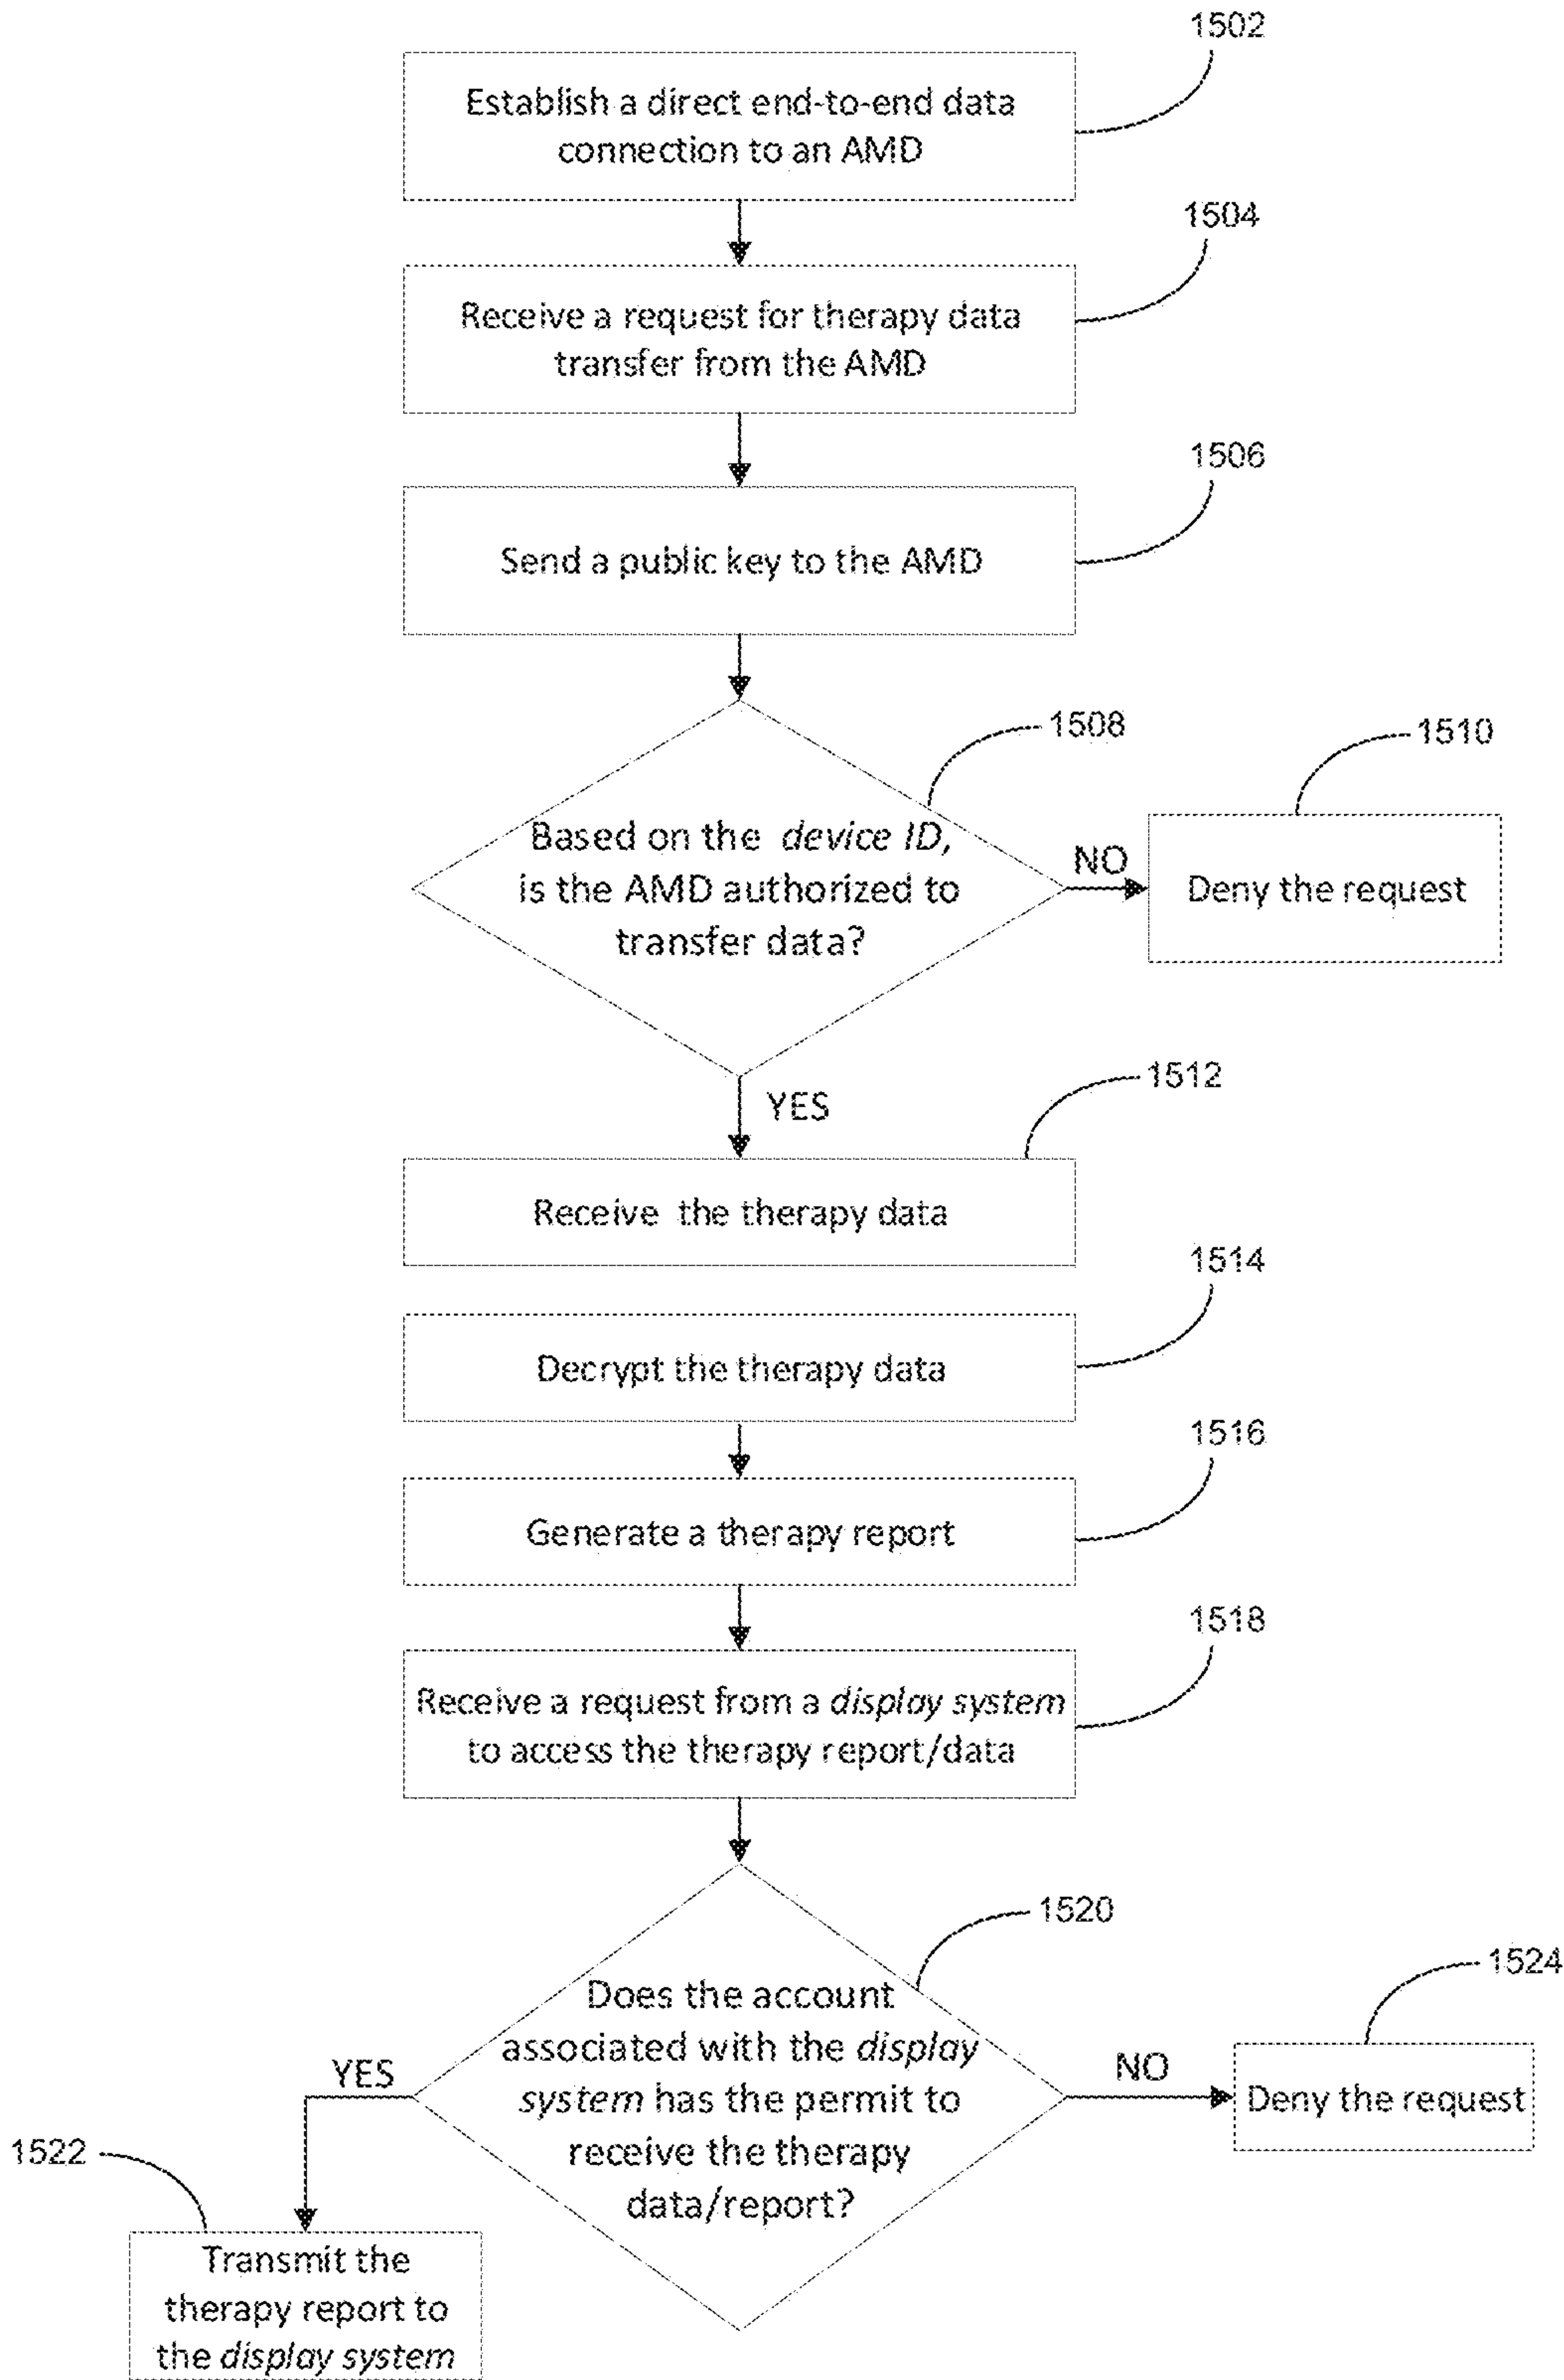 1502
Establish a direct end-to-end data
connection to an AMD
1504
Receive a request for therapy data
transfer from the AMD
1506
Send a public key to the AMD
1508
1510
Based on the device ID,
is the AMD authorized to
transfer data?
NO
Deny the request
YES
1512
Receive the therapy data
1514
Decrypt the therapy data
1516
Generate a therapy report
1518
Receive a request from a display system
to access the therapy report/data
1520
1524
Does the account
associated with the display
system has the permit to
receive the therapy
data/report?
YES
NO
Deny the request
1522
Transmit the
therapy report to
the display system